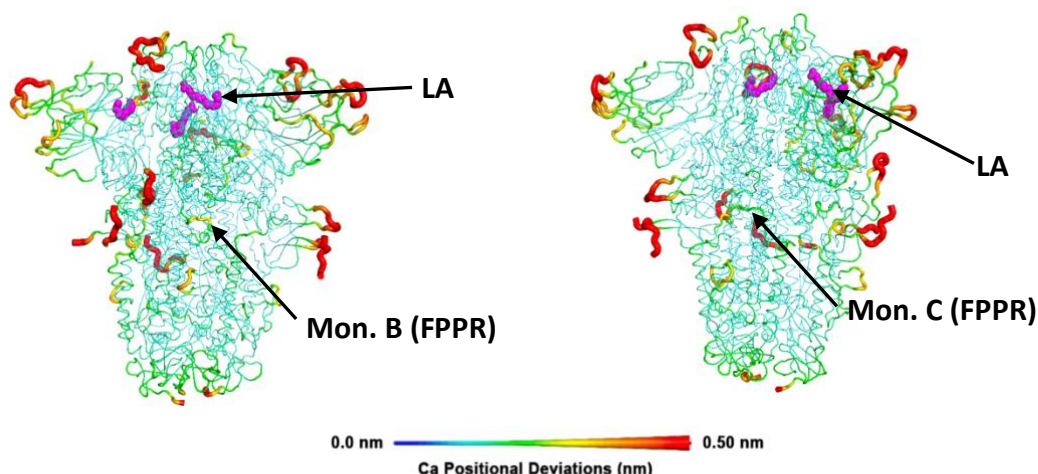 LA
LA
Mon. B (FPPR)
Mon. C (FPPR)
0.0 nm 0.50 nm
Ca Positional Deviations (nm)